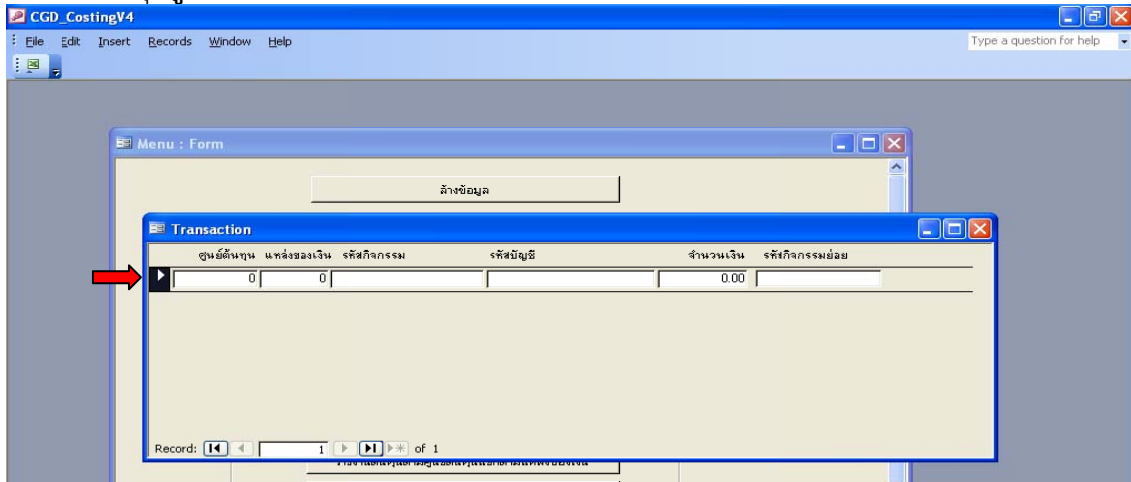 CGD_CostingV4
File Edit Insert Records Window Help
Type a question for help
Menu : Form
ล้างข้อมูล
Transaction
ศูนย์ต้นทุน แหล่งของเงิน รหัสกิจกรรม รหัสบัญชี จำนวนเงิน รหัสกิจกรรมย่อย
0 0 0.00
Record: 1 of 1